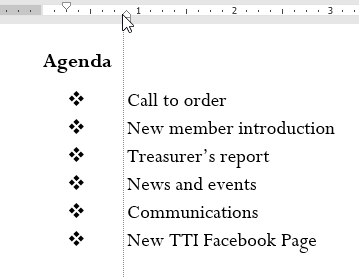 1 2 3
Agenda
❖ Call to order
❖ New member introduction
❖ Treasurer’s report
❖ News and events
❖ Communications
❖ New TTI Facebook Page